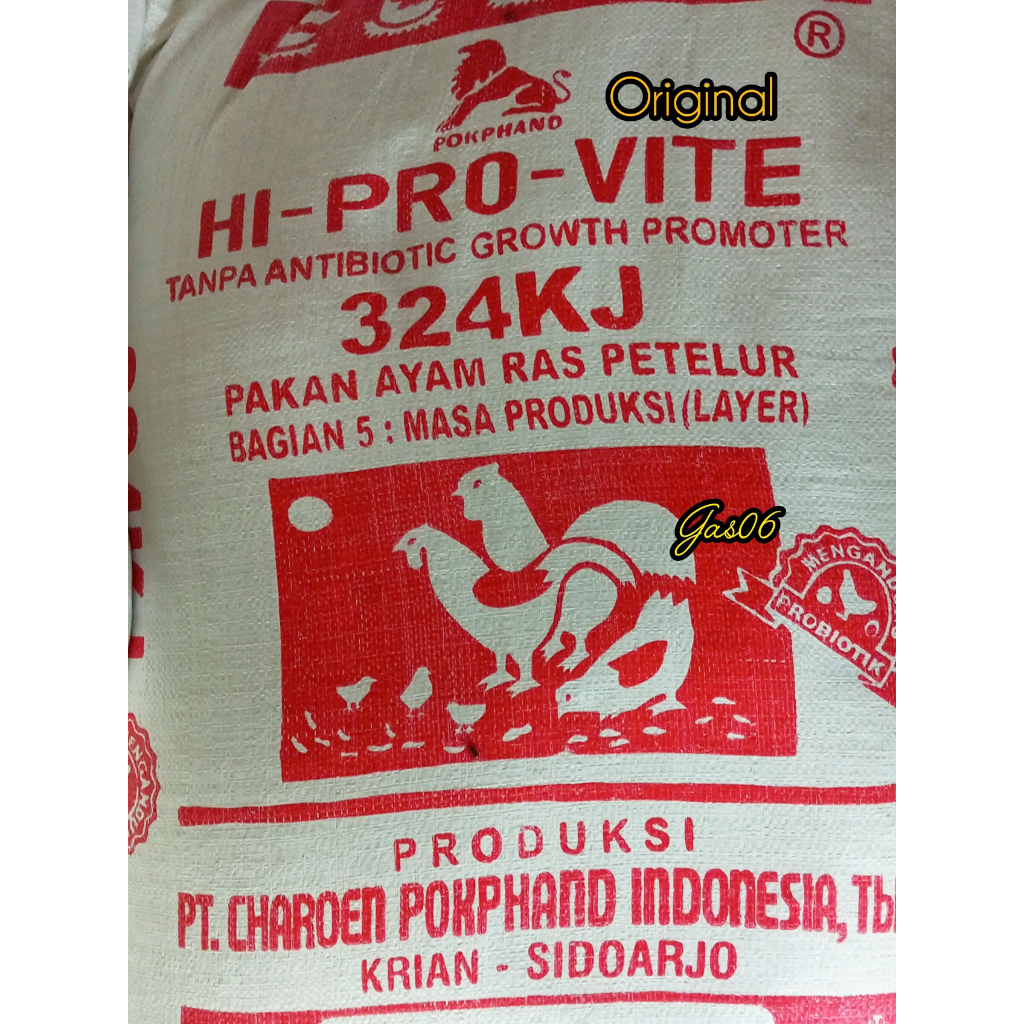 ®
Original
POKPHAND
HI-PRO-VITE
TANPA ANTIBIOTIC GROWTH PROMOTER
324KJ
PAKAN AYAM RAS PETELUR
BAGIAN 5 : MASA PRODUKSI (LAYER)
Gas06
MENGAND
PROBIOTIK
PRODUKSI
PT. CHAROEN POKPHAND INDONESIA, Tb
KRIAN - SIDOARJO